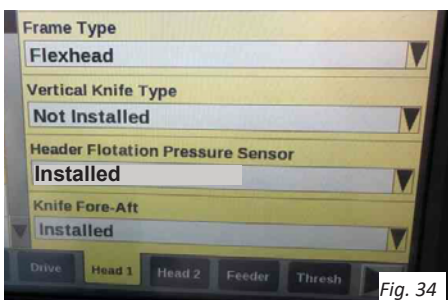 Frame Type
Flexhead
Vertical Knife Type
Not Installed
Header Flotation Pressure Sensor
Installed
Knife Fore-Aft
Installed
Drive Head 1 Head 2 Feeder Thresh
Fig. 34